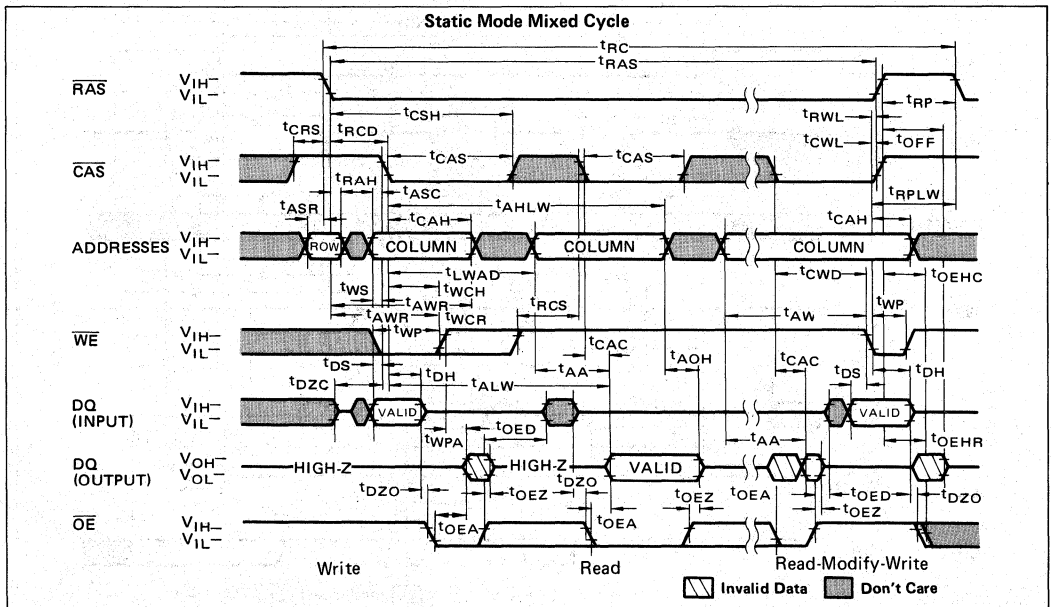 Static Mode Mixed Cycle
tRC
tRAS
RAS VIH–
VIL–
tRP
tCSH
tRWL
tCRS tRCD
tCWL tOFF
CAS VIH–
VIL–
tCAS tCAS
tRAH tASC
tRPLW
tAHLW
tASR
tCAH tCAH
ADDRESSES VIH–
VIL–
ROW COLUMN COLUMN COLUMN
tLWAD tCWD tOEHC
tWS tWCH
tAWR tRCS tWP
tAWR tWCR tAW
WE VIH–
VIL–
tWP
tCAC tAOH tCAC
tDS tDH tAA tDS tDH
tDZC tALW
DQ
(INPUT)
VIH–
VIL–
VALID VALID
tOED tAA tOEHR
tWPA
DQ
(OUTPUT)
VOH–
VOL–
HIGH-Z HIGH-Z VALID
tDZO tOEZ tDZO tOEZ tOEA tOED tDZO
tOEZ
tOEA tOEA
OE VIH–
VIL–
Write Read Read-Modify-Write
Invalid Data Don't Care